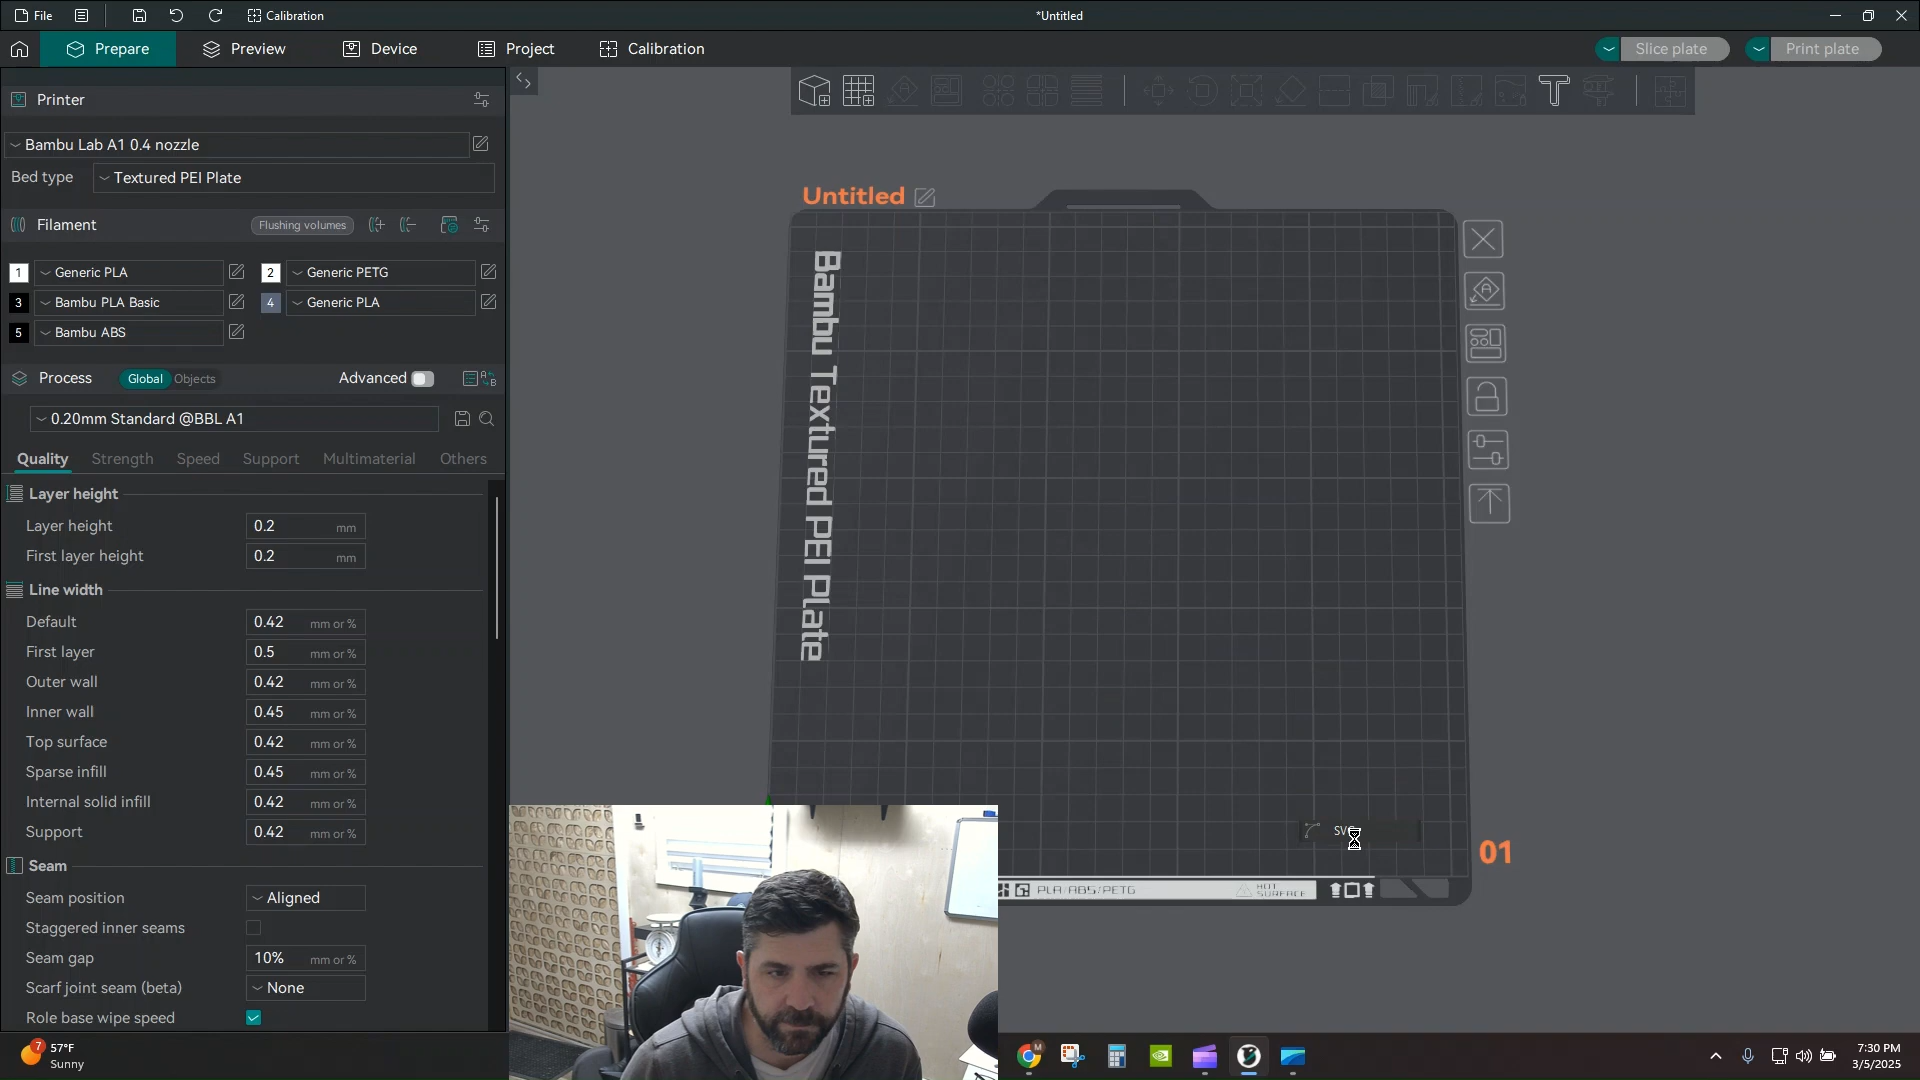 File
Calibration
*Untitled
Prepare
Preview
Device
Project
Calibration
Slice plate
Print plate
Printer
Bambu Lab A1 0.4 nozzle
Bed type
Textured PEI Plate
Filament
Flushing volumes
1 Generic PLA
2 Generic PETG
3 Bambu PLA Basic
4 Generic PLA
5 Bambu ABS
Process
Global
Objects
Advanced
0.20mm Standard @BBL A1
Quality
Strength
Speed
Support
Multimaterial
Others
Layer height
Layer height 0.2 mm
First layer height 0.2 mm
Line width
Default 0.42 mm or %
First layer 0.5 mm or %
Outer wall 0.42 mm or %
Inner wall 0.45 mm or %
Top surface 0.42 mm or %
Sparse infill 0.45 mm or %
Internal solid infill 0.42 mm or %
Support 0.42 mm or %
Seam
Seam position Aligned
Staggered inner seams
Seam gap 10% mm or %
Scarf joint seam (beta) None
Role base wipe speed
Untitled
Bambu Textured PEI Plate
SVG
01
PLA/ABS/PETG
HOT
SURFACE
7
57°F
Sunny
7:30 PM
3/5/2025